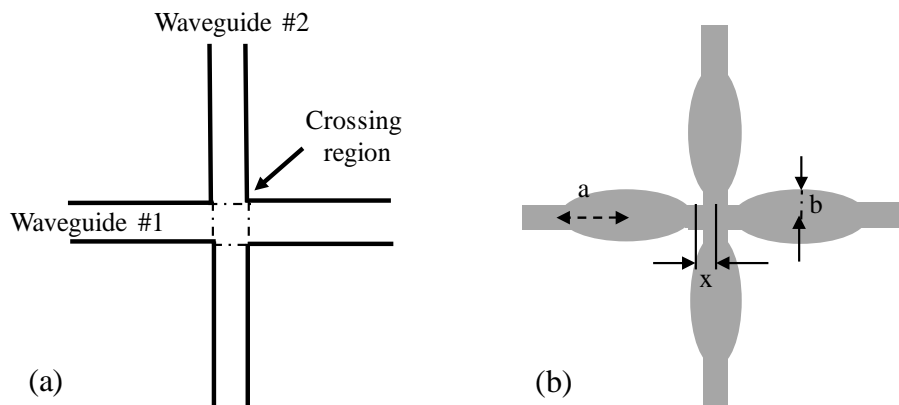 Waveguide #2
Crossing
region
Waveguide #1
(a)
a
b
x
(b)